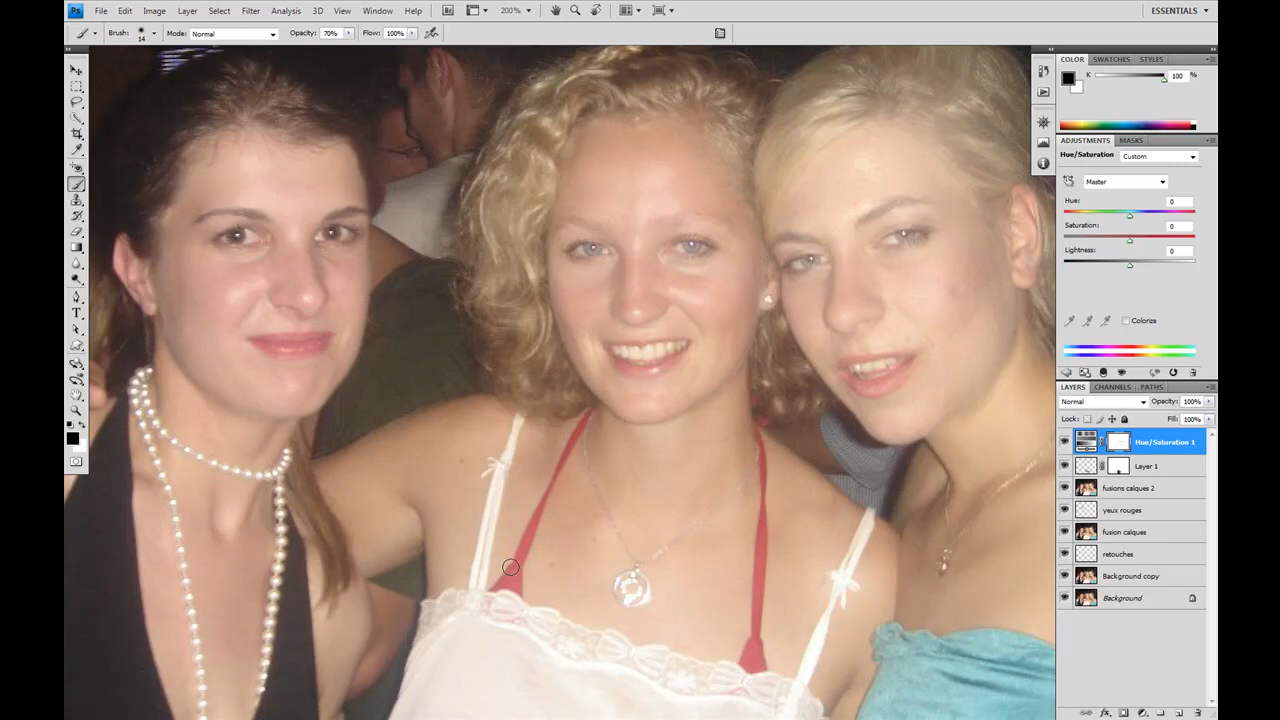 Ps File Edit Image Layer Select Filter Analysis 3D View Window Help Br 200% ESSENTIALS
Brush: 14 Mode: Normal Opacity: 70% Flow: 100%
COLOR SWATCHES STYLES
K 100 %
ADJUSTMENTS MASKS
Hue/Saturation Custom
Master
Hue: 0
Saturation: 0
Lightness: 0
Colorize
LAYERS CHANNELS PATHS
Normal Opacity: 100%
Lock: Fill: 100%
Hue/Saturation 1
Layer 1
fusions calques 2
yeux rouges
fusion calques
retouches
Background copy
Background